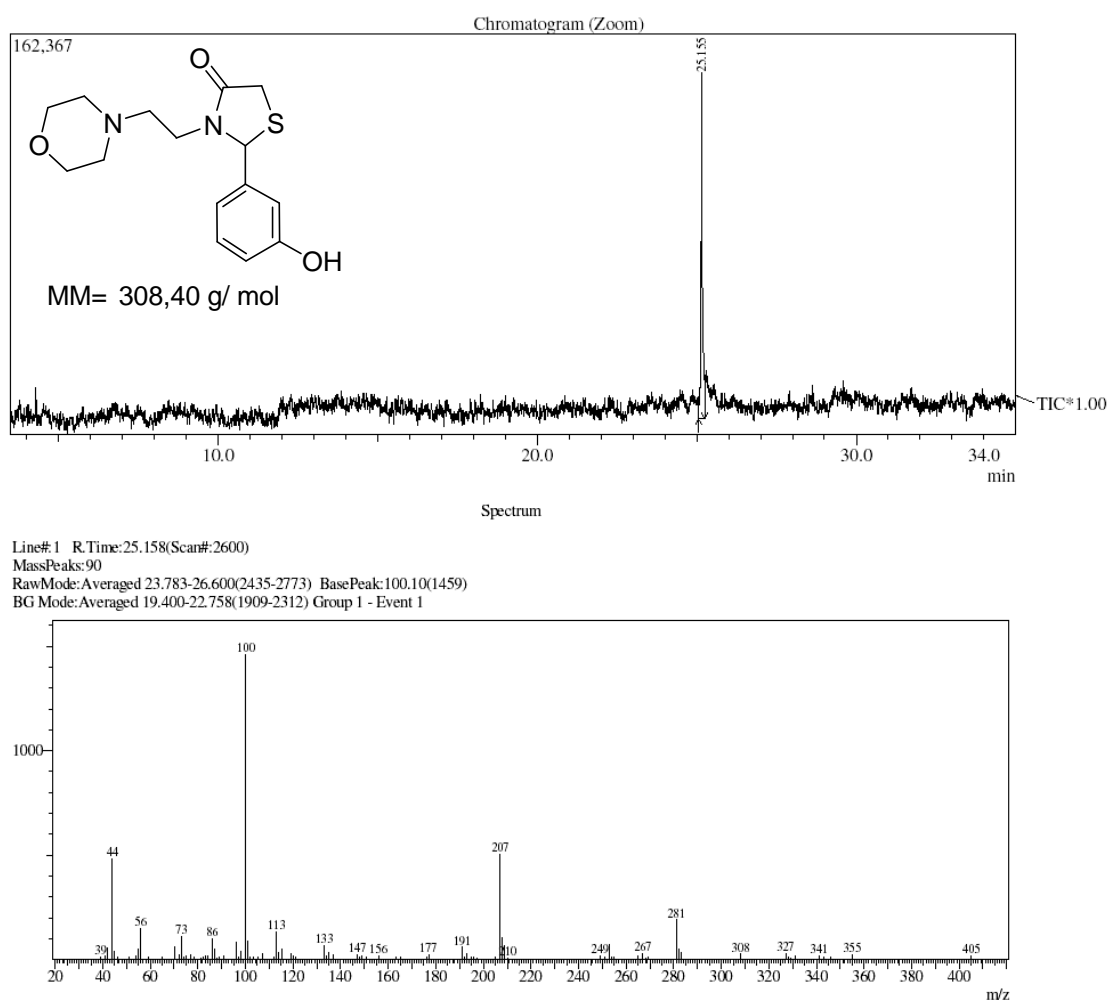 Chromatogram (Zoom)
162,367
25.155
O
N
N
S
O
OH
MM= 308,40 g/ mol
TIC*1.00
10.0 20.0 30.0 34.0
min
Spectrum
Line#:1 R.Time:25.158(Scan#:2600)
MassPeaks:90
RawMode:Averaged 23.783-26.600(2435-2773) BasePeak:100.10(1459)
BG Mode:Averaged 19.400-22.758(1909-2312) Group 1 - Event 1
100
1000
44
207
56
73
86
113
281
39
133
147
156
177
191
210
249
267
308
327
341
355
405
20 40 60 80 100 120 140 160 180 200 220 240 260 280 300 320 340 360 380 400
m/z